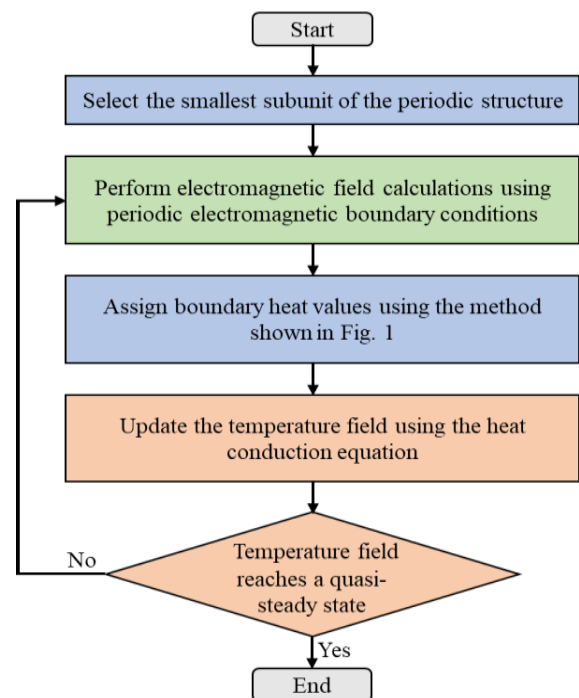 Start
Select the smallest subunit of the periodic structure
Perform electromagnetic field calculations using
periodic electromagnetic boundary conditions
Assign boundary heat values using the method
shown in Fig. 1
Update the temperature field using the heat
conduction equation
Temperature field
reaches a quasi-
steady state
No
Yes
End